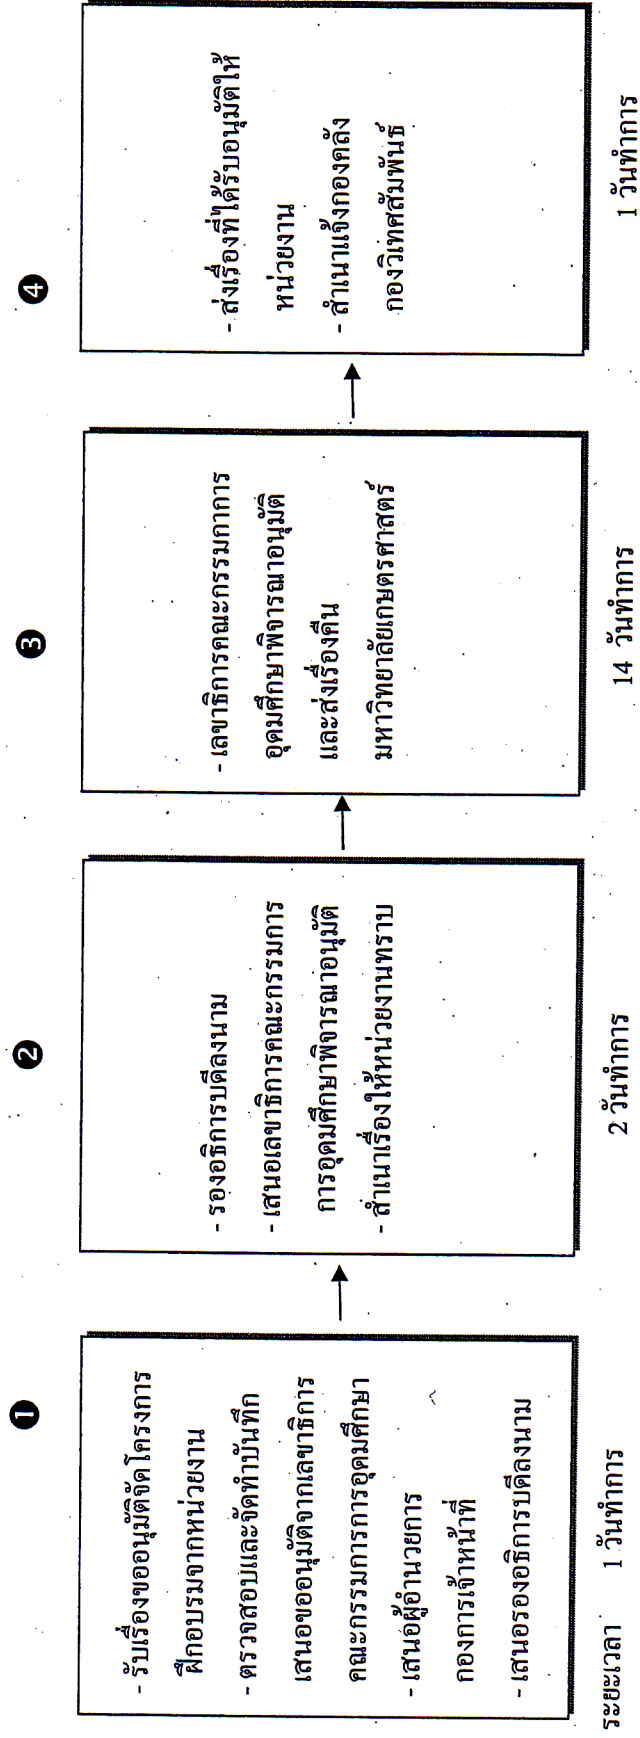 ❶
- รับเรื่องขออนุมัติจัดโครงการ
ฝึกอบรมจากหน่วยงาน
- ตรวจสอบและจัดทำบันทึก
เสนอขออนุมัติจากเลขาธิการ
คณะกรรมการการอุดมศึกษา
- เสนอผู้อำนวยการ
กองการเจ้าหน้าที่
- เสนอรองอธิการบดีลงนาม
ระยะเวลา 1 วันทำการ
❷
- รองอธิการบดีลงนาม
- เสนอเลขาธิการคณะกรรมการ
การอุดมศึกษาพิจารณาอนุมัติ
- สำเนาเรื่องให้หน่วยงานทราบ
2 วันทำการ
❸
- เลขาธิการคณะกรรมกาการ
อุดมศึกษาพิจารณาอนุมัติ
และส่งเรื่องคืน
มหาวิทยาลัยเกษตรศาสตร์
14 วันทำการ
❹
- ส่งเรื่องที่ได้รับอนุมัติให้
หน่วยงาน
- สำเนาแจ้งกองคลัง
กองวิเทศสัมพันธ์
1 วันทำการ